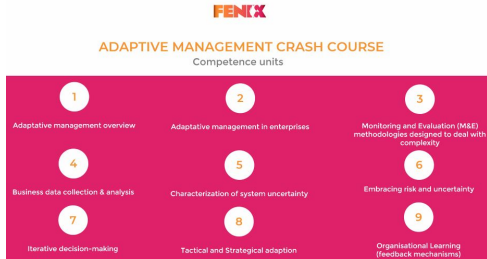 FENIX
ADAPTIVE MANAGEMENT CRASH COURSE
Competence units
1
Adaptative management overview
2
Adaptative management in enterprises
3
Monitoring and Evaluation (M&E)
methodologies designed to deal with
complexity
4
Business data collection & analysis
5
Characterization of system uncertainty
6
Embracing risk and uncertainty
7
Iterative decision-making
8
Tactical and Strategical adaption
9
Organisational Learning
(feedback mechanisms)